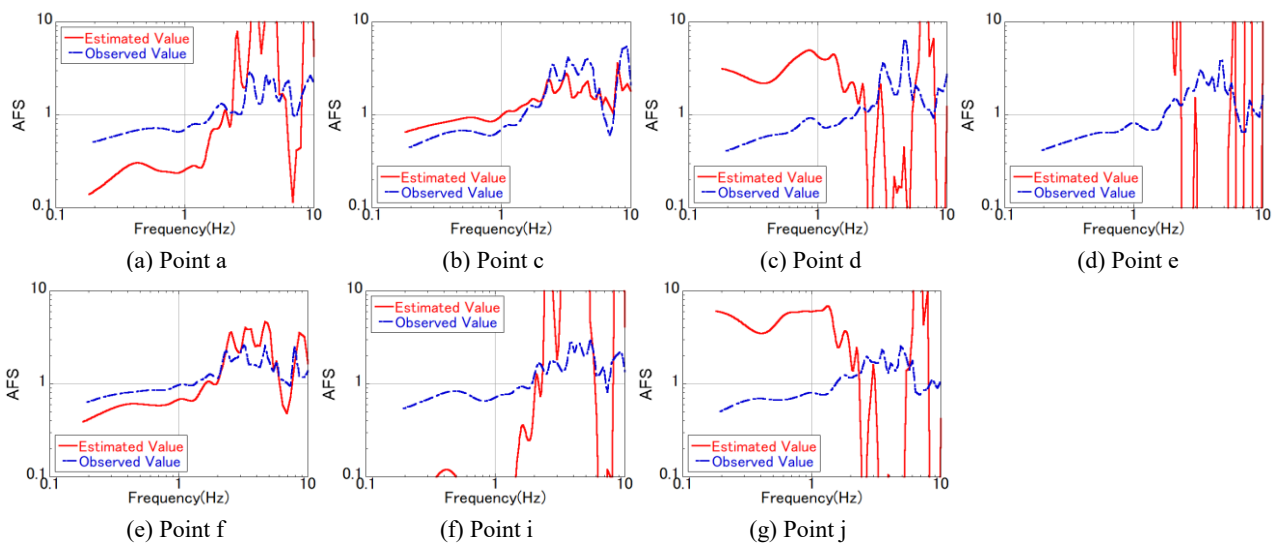 10
Estimated Value
Observed Value
AFS
1
0.1
0.1
1
10
Frequency(Hz)
(a) Point a
10
AFS
1
Estimated Value
Observed Value
0.1
0.1
1
10
Frequency(Hz)
(b) Point c
10
AFS
1
Estimated Value
Observed Value
0.1
0.1
1
10
Frequency(Hz)
(c) Point d
10
AFS
1
Estimated Value
Observed Value
0.1
0.1
1
10
Frequency(Hz)
(d) Point e
10
AFS
1
Estimated Value
Observed Value
0.1
0.1
1
10
Frequency(Hz)
(e) Point f
10
Estimated Value
Observed Value
AFS
1
0.1
0.1
1
10
Frequency(Hz)
(f) Point i
10
AFS
1
Estimated Value
Observed Value
0.1
0.1
1
10
Frequency(Hz)
(g) Point j